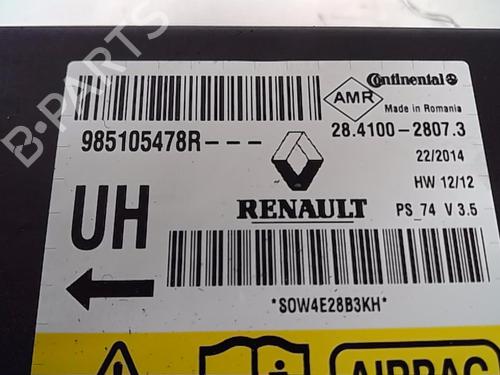 Continental
AMR
Made in Romania
985105478R---
28.4100-2807.3
22/2014
HW 12/12
UH
RENAULT
PS_74 V 3.5
*SOW4E28B3KH*
AIRBAG
B-PARTS